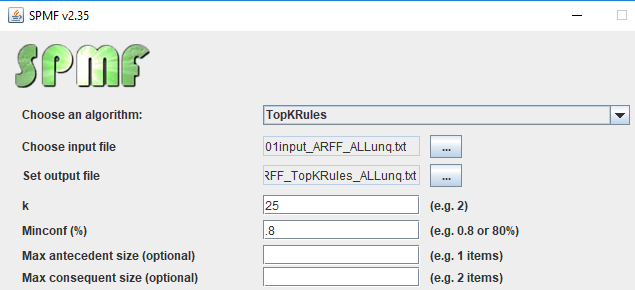 SPMF v2.35
SPMF
Choose an algorithm: TopKRules
Choose input file 01input_ARFF_ALLunq.txt ...
Set output file RFF_TopKRules_ALLunq.txt ...
k 25 (e.g. 2)
Minconf (%) .8 (e.g. 0.8 or 80%)
Max antecedent size (optional) (e.g. 1 items)
Max consequent size (optional) (e.g. 2 items)